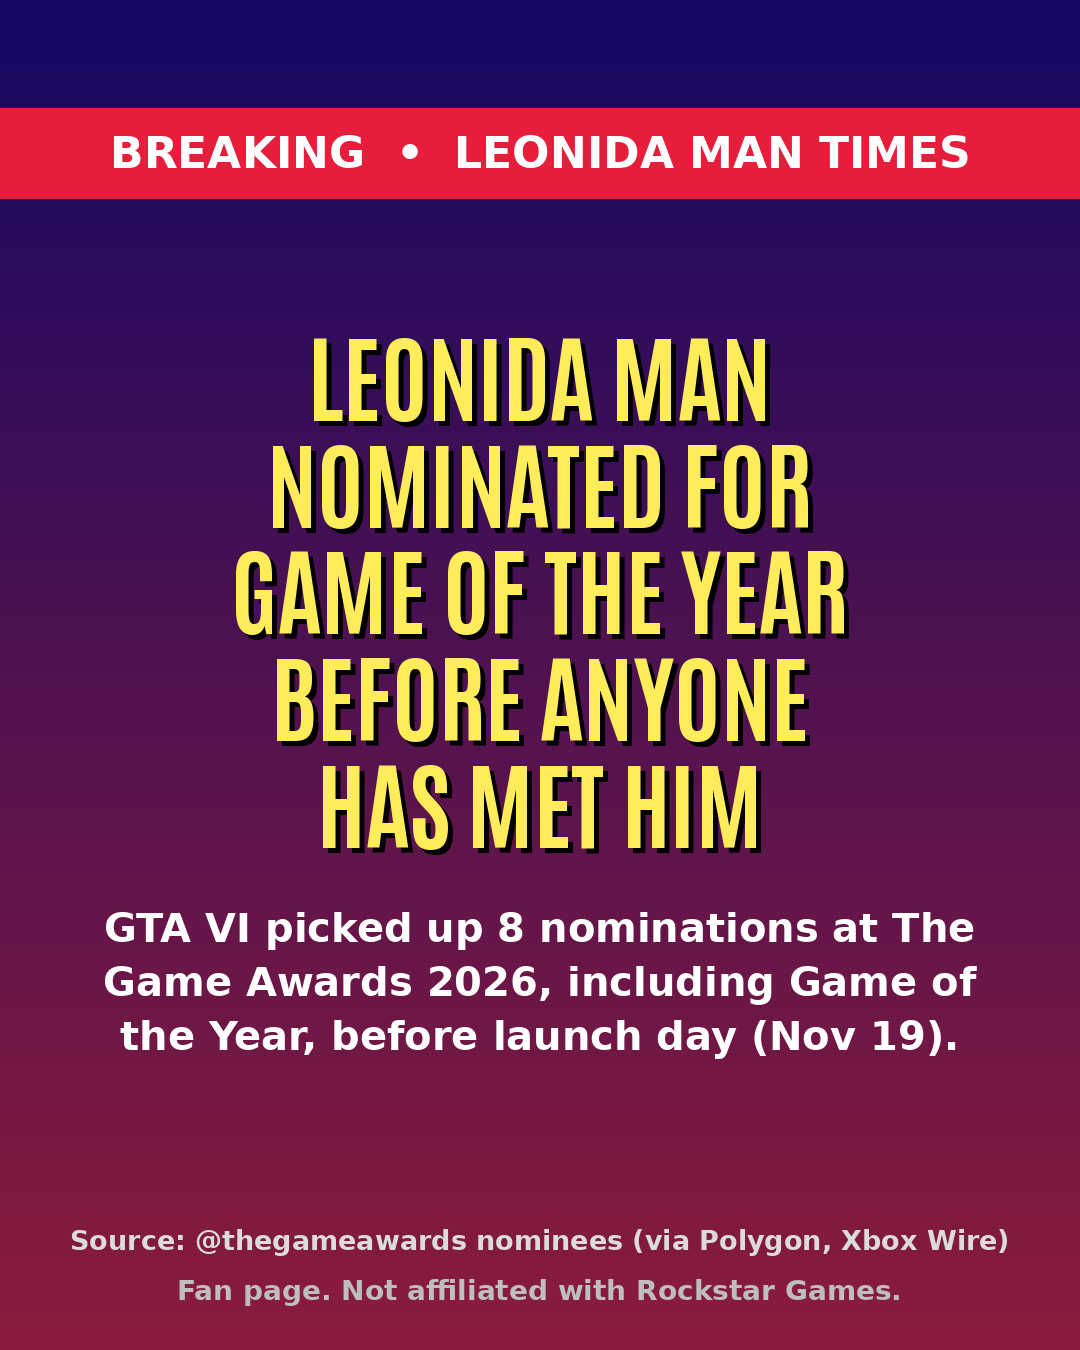 BREAKING • LEONIDA MAN TIMES
LEONIDA MAN
NOMINATED FOR
GAME OF THE YEAR
BEFORE ANYONE
HAS MET HIM
GTA VI picked up 8 nominations at The
Game Awards 2026, including Game of
the Year, before launch day (Nov 19).
Source: @thegameawards nominees (via Polygon, Xbox Wire)
Fan page. Not affiliated with Rockstar Games.